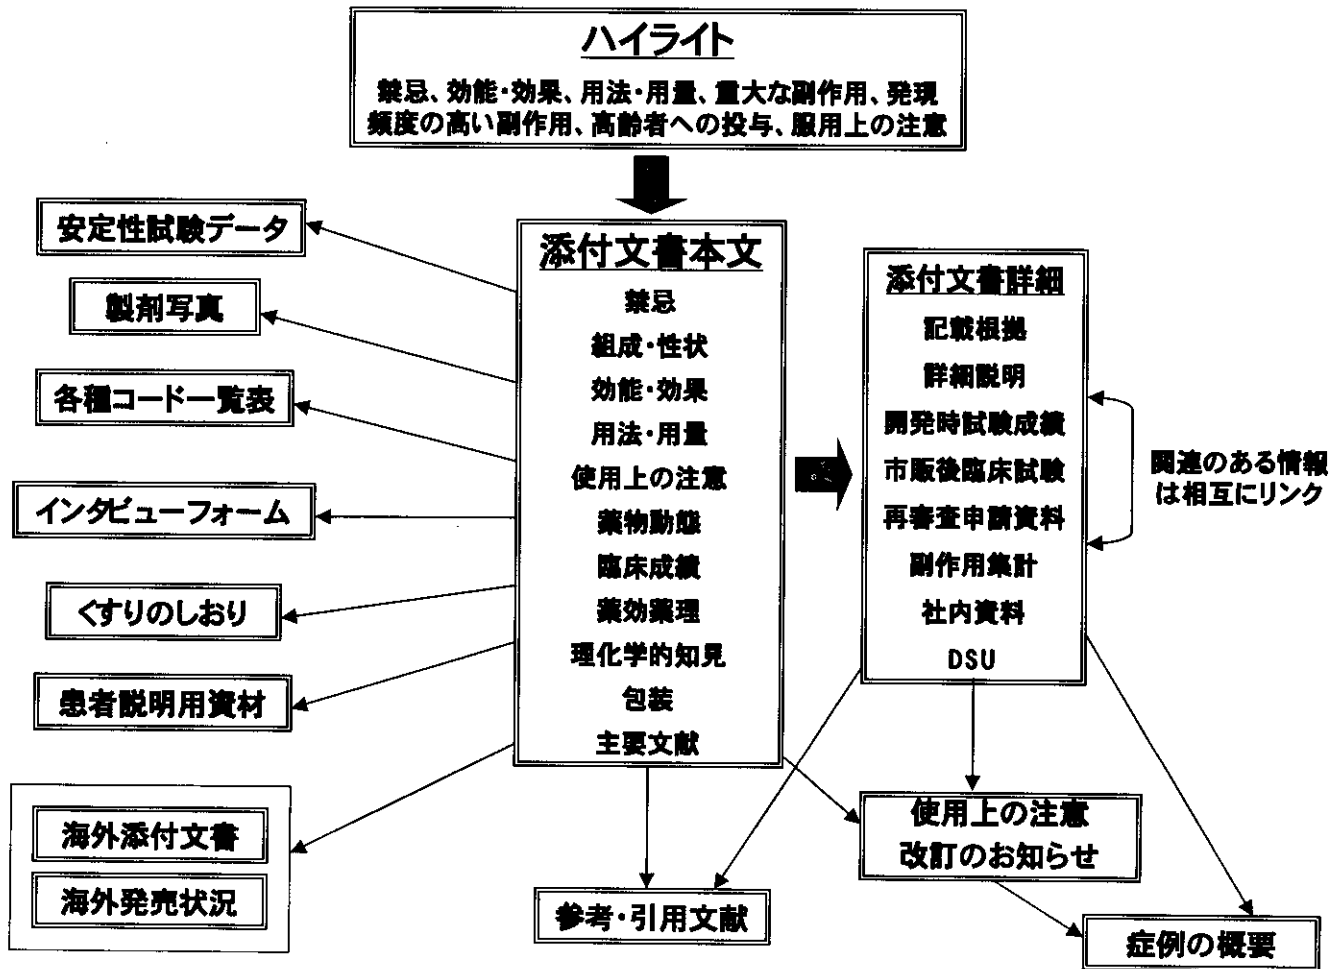 ハイライト
禁忌、効能・効果、用法・用量、重大な副作用、発現
頻度の高い副作用、高齢者への投与、服用上の注意
安定性試験データ
製剤写真
各種コード一覧表
インタビューフォーム
くすりのしおり
患者説明用資材
海外添付文書
海外発売状況
添付文書本文
禁忌
組成・性状
効能・効果
用法・用量
使用上の注意
薬物動態
臨床成績
薬効薬理
理化学的知見
包装
主要文献
添付文書詳細
記載根拠
詳細説明
開発時試験成績
市販後臨床試験
再審査申請資料
副作用集計
社内資料
DSU
関連のある情報
は相互にリンク
使用上の注意
改訂のお知らせ
参考・引用文献
症例の概要